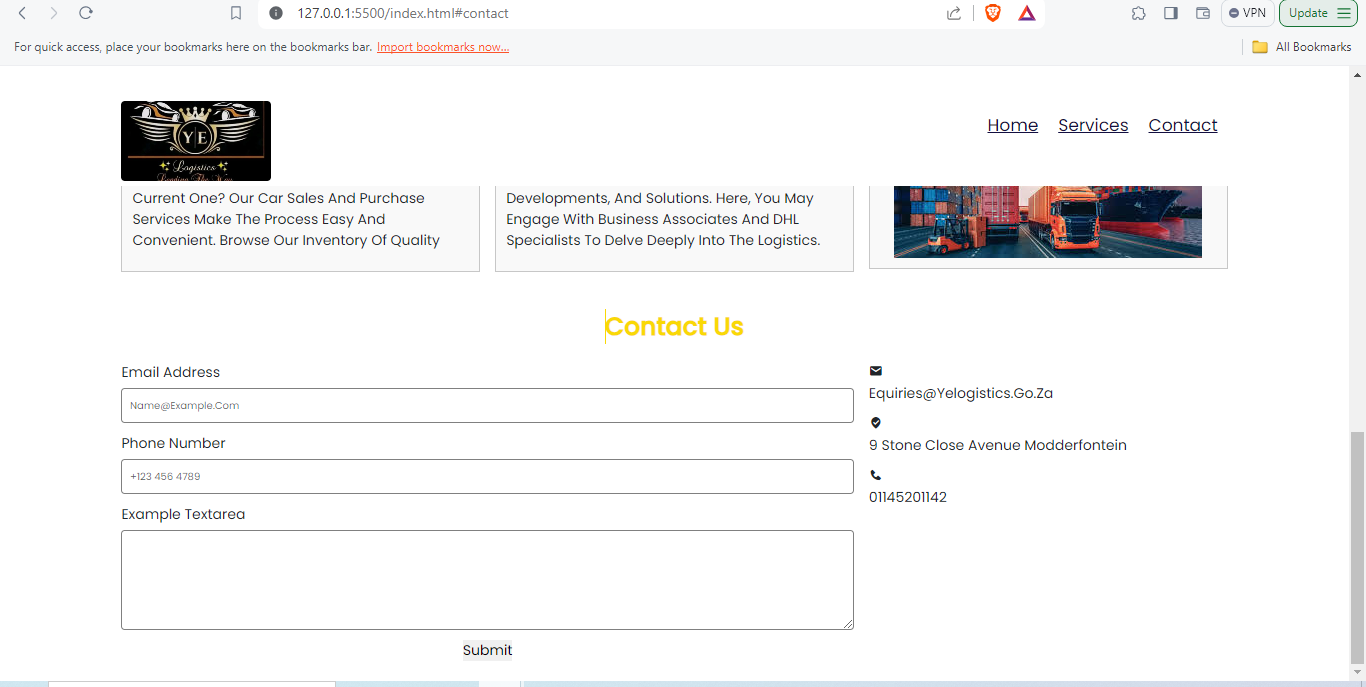 127.0.0.1:5500/index.html#contact
VPN
Update
For quick access, place your bookmarks here on the bookmarks bar. Import bookmarks now...
All Bookmarks
Y E
Logistics
Leading The Way
Home Services Contact
Current One? Our Car Sales And Purchase
Services Make The Process Easy And
Convenient. Browse Our Inventory Of Quality
Developments, And Solutions. Here, You May
Engage With Business Associates And DHL
Specialists To Delve Deeply Into The Logistics.
Contact Us
Email Address
Name@Example.Com
Phone Number
+123 456 4789
Example Textarea
Submit
Equiries@Yelogistics.Go.Za
9 Stone Close Avenue Modderfontein
01145201142